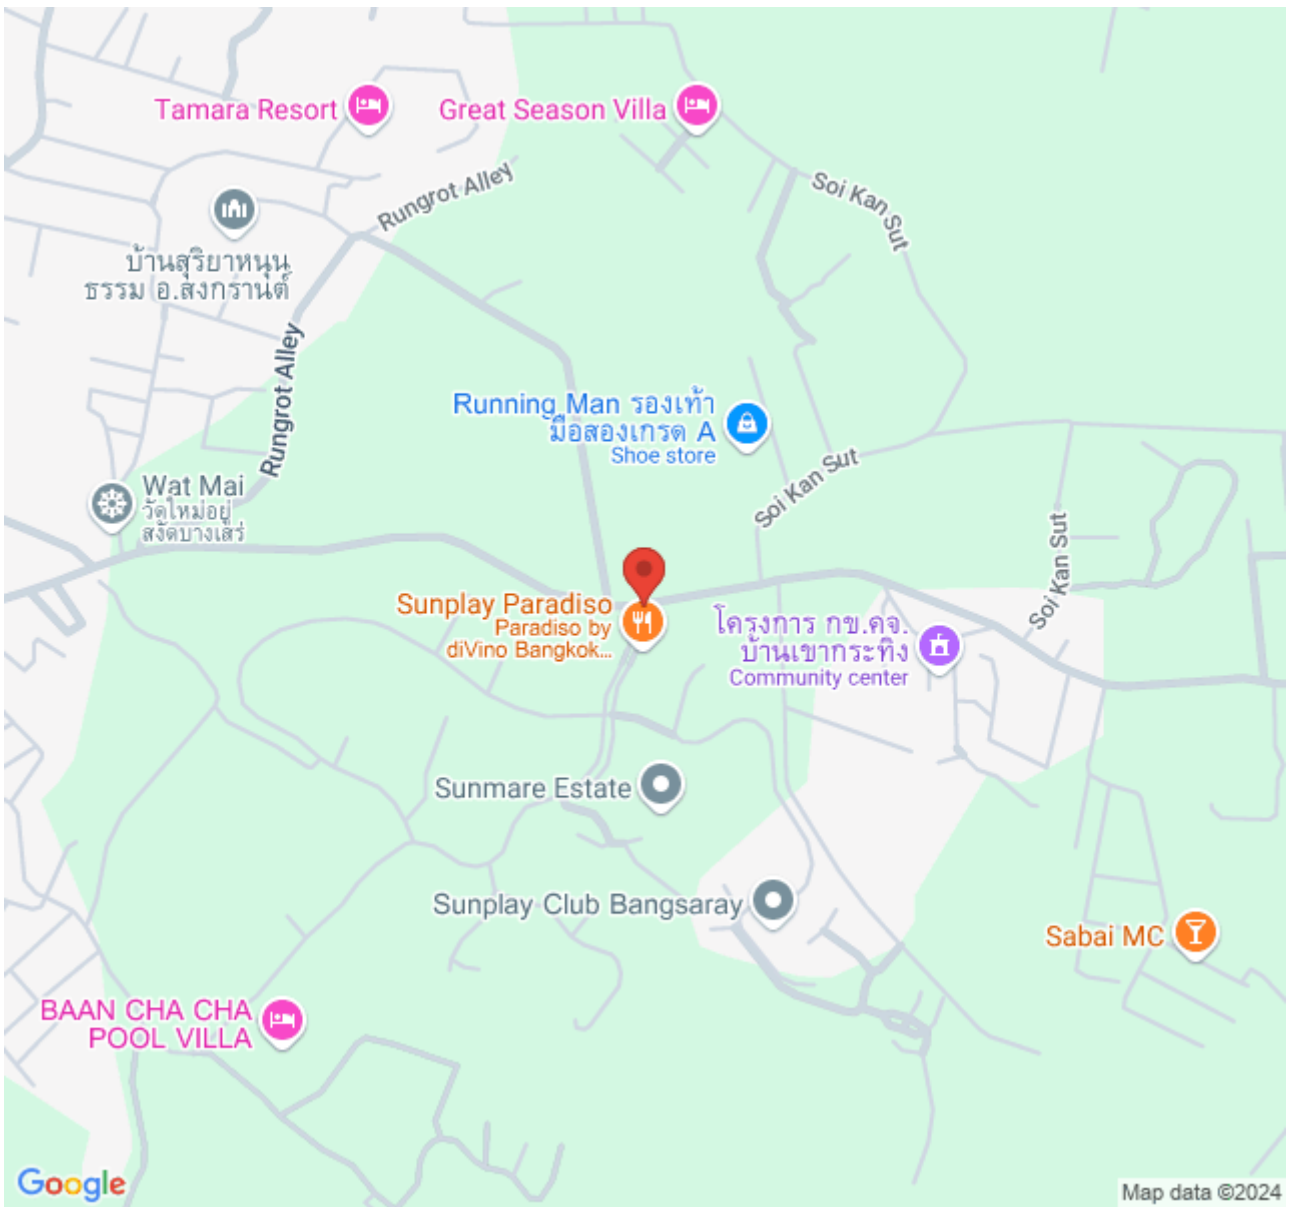 Tamara Resort
Great Season Villa
Rungrot Alley
Soi Kan Sut
บ้านสุริยาหนุน
ธรรม อ.สงกรานต์
Rungrot Alley
Running Man รองเท้า
มือสองเกรด A
Shoe store
Soi Kan Sut
Wat Mai
วัดใหม่อยู่
สงัดบางเสร่
Soi Kan Sut
Sunplay Paradiso
Paradiso by
diVino Bangkok...
โครงการ กข.คจ.
บ้านเขากระทิง
Community center
Sunmare Estate
Sunplay Club Bangsaray
Sabai MC
BAAN CHA CHA
POOL VILLA
Google
Map data ©2024